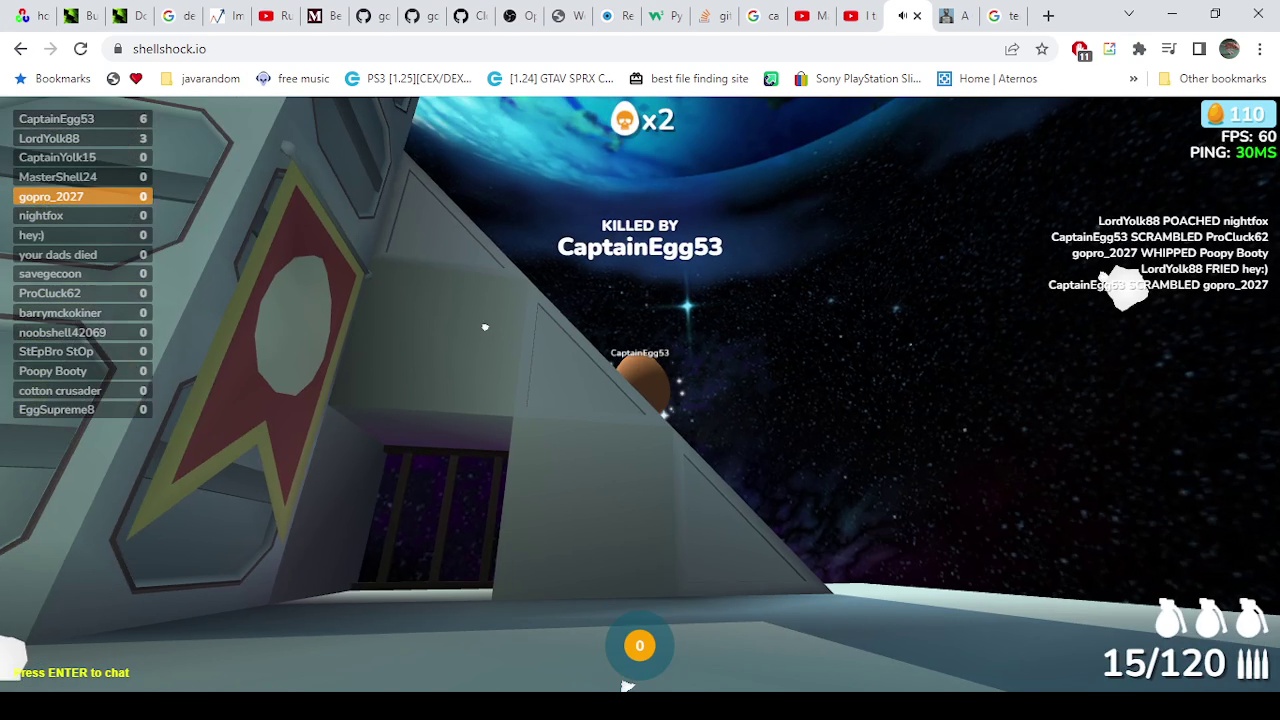 hc
Bu
Dc
de
Im
Ru
Be
gc
gc
Cli
Op
We
Re
Py
git
ca
M
I t
A
te
shellshock.io
11
Bookmarks
javarandom
free music
PS3 [1.25](CEX/DEX...
[1.24] GTAV SPRX C...
best file finding site
Sony PlayStation Sli...
Home | Aternos
»
Other bookmarks
CaptainEgg53 6
LordYolk88 3
CaptainYolk15 0
MasterShell24 0
gopro_2027 0
nightfox 0
hey:) 0
your dads died 0
savegecoon 0
ProCluck62 0
barrymckokiner 0
noobshell42069 0
StEpBro StOp 0
Poopy Booty 0
cotton crusader 0
EggSupreme8 0
x2
KILLED BY
CaptainEgg53
CaptainEgg53
110
FPS: 60
PING: 30MS
LordYolk88 POACHED nightfox
CaptainEgg53 SCRAMBLED ProCluck62
gopro_2027 WHIPPED Poopy Booty
LordYolk88 FRIED hey:)
CaptainEgg53 SCRAMBLED gopro_2027
0
Press ENTER to chat
15/120